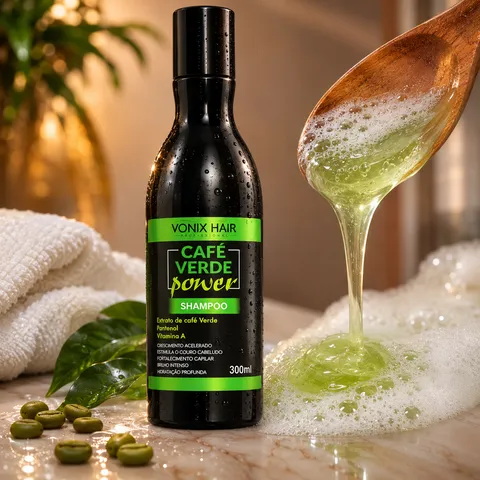 VONIX HAIR
PROFESSIONAL
CAFÉ
VERDE
power
SHAMPOO
Extrato de café Verde
Pantenol
Vitamina A
CRESCIMENTO ACELERADO
ESTIMULA O COURO CABELUDO
FORTALECIMENTO CAPILAR
BRILHO INTENSO
HIDRATAÇÃO PROFUNDA
300ml